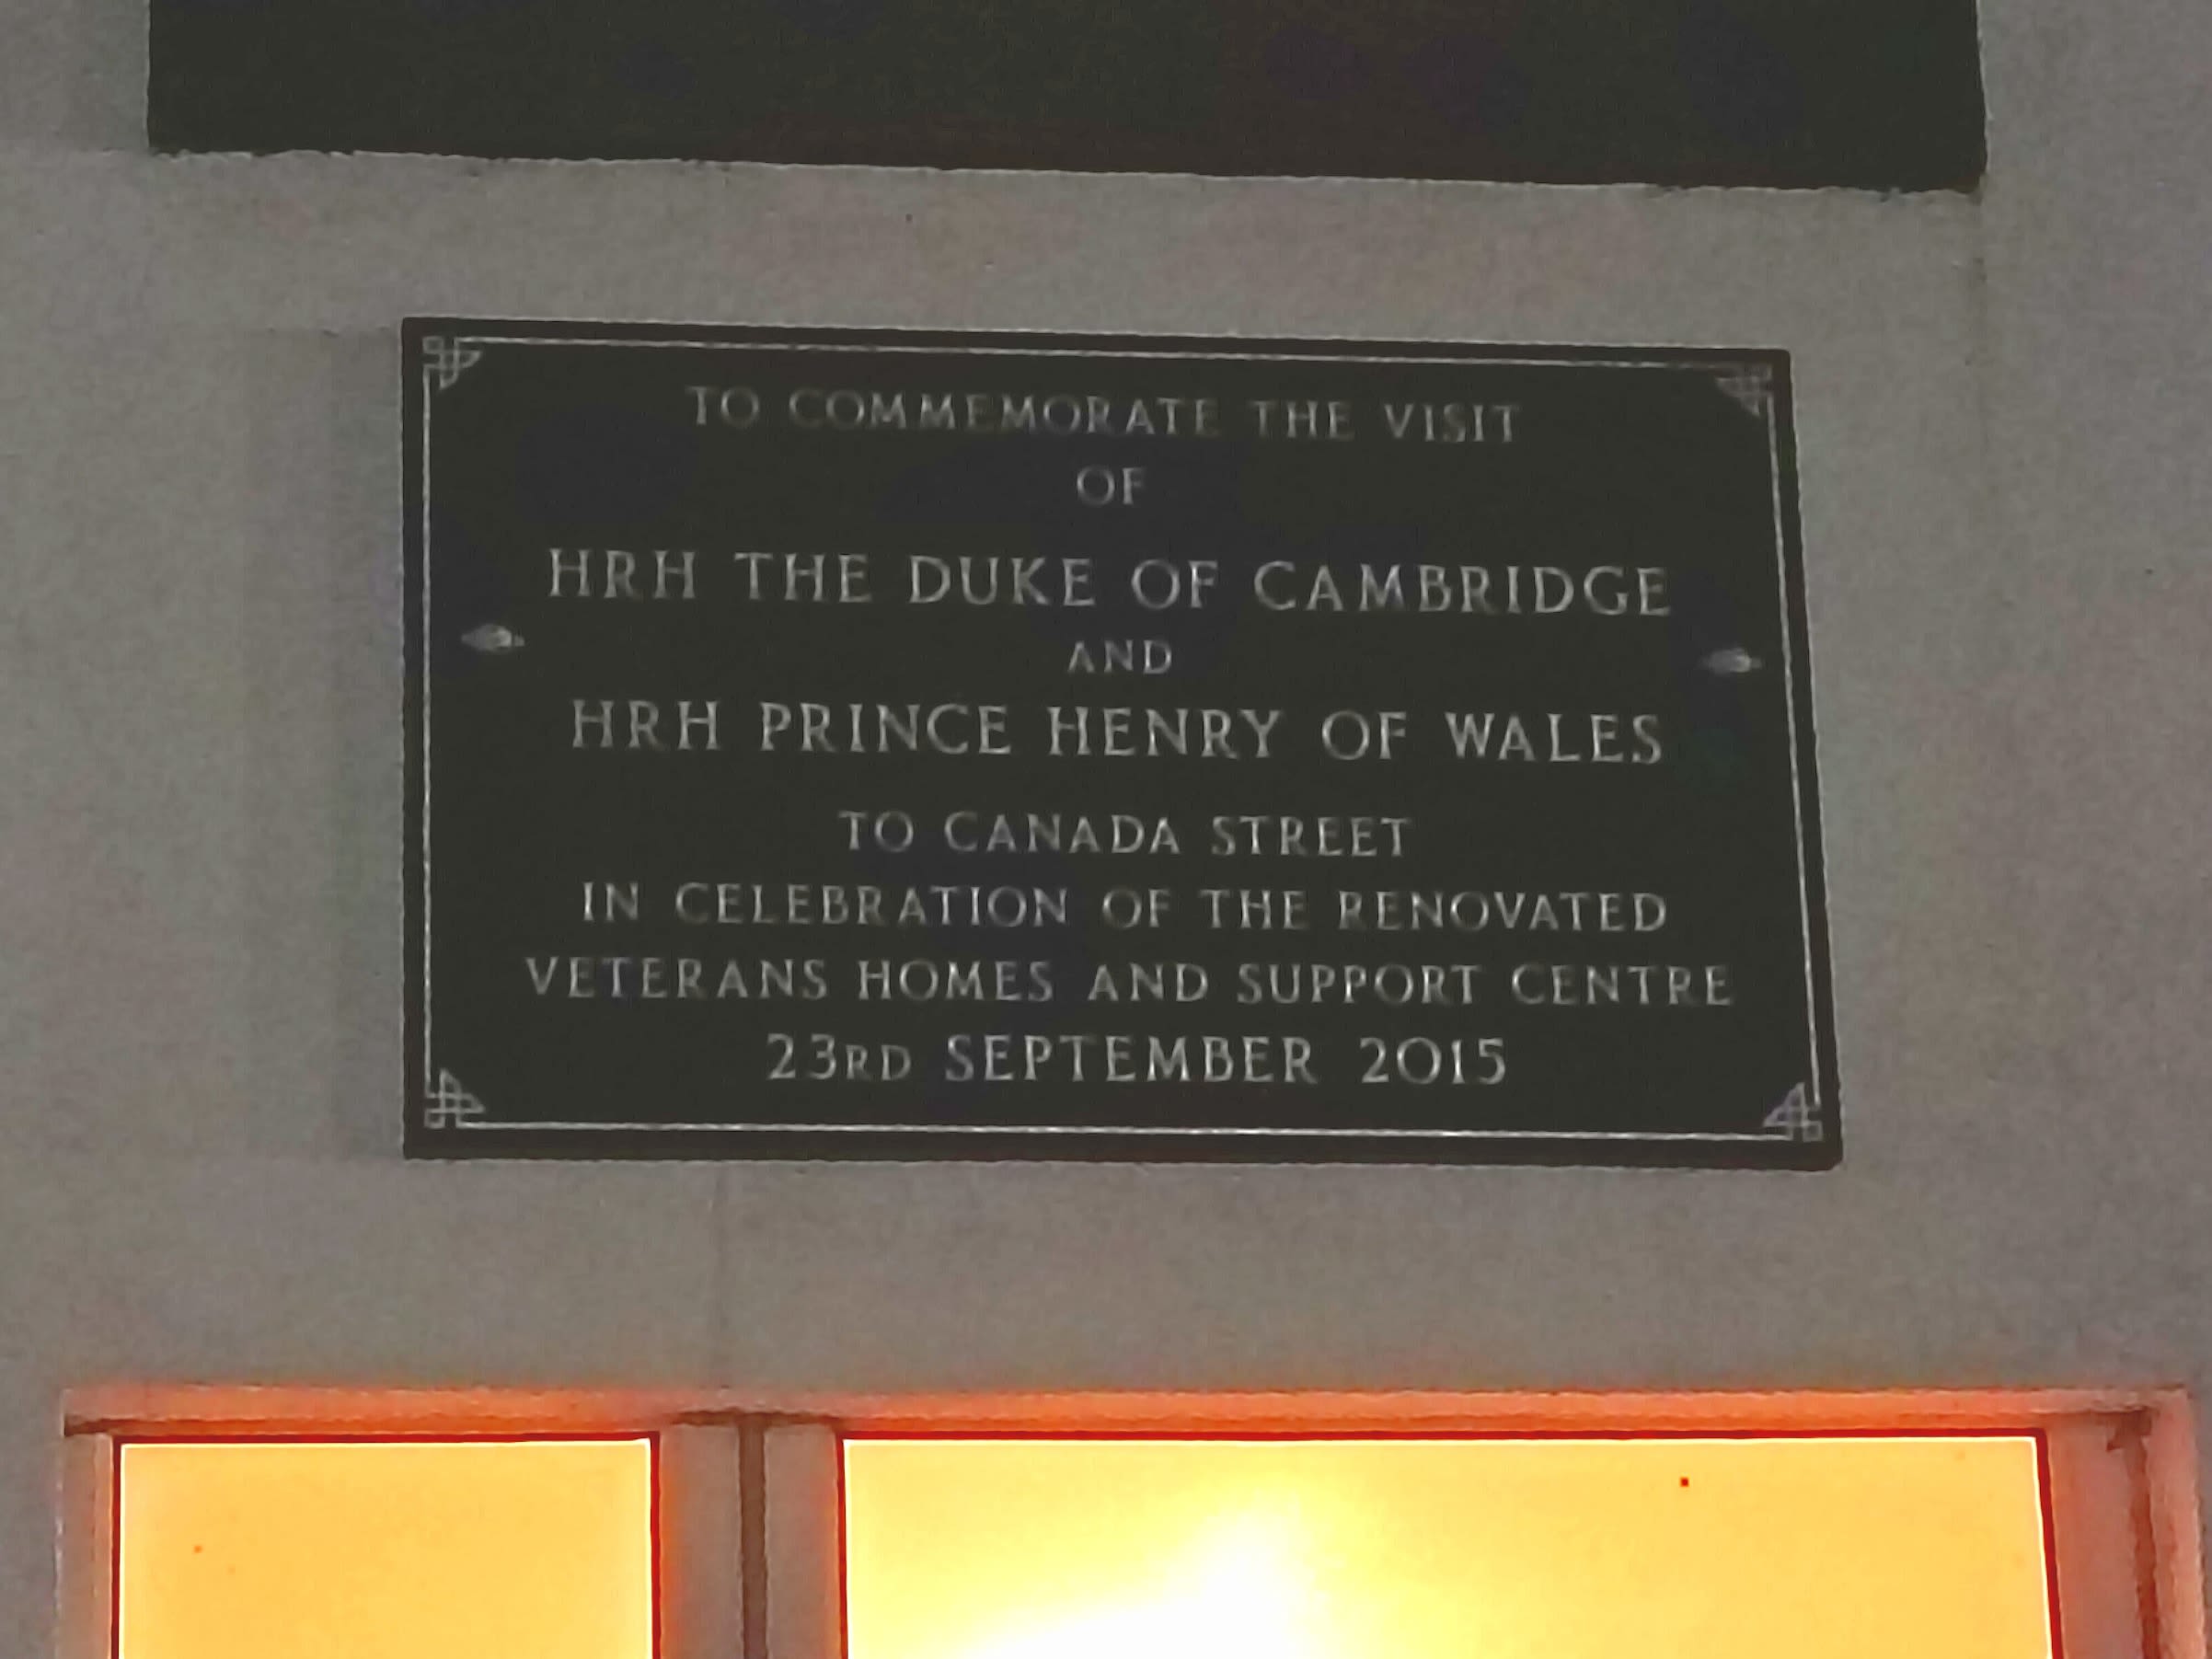 TO COMMEMORATE THE VISIT
OF
HRH THE DUKE OF CAMBRIDGE
AND
HRH PRINCE HENRY OF WALES
TO CANADA STREET
IN CELEBRATION OF THE RENOVATED
VETERANS HOMES AND SUPPORT CENTRE
23RD SEPTEMBER 2015